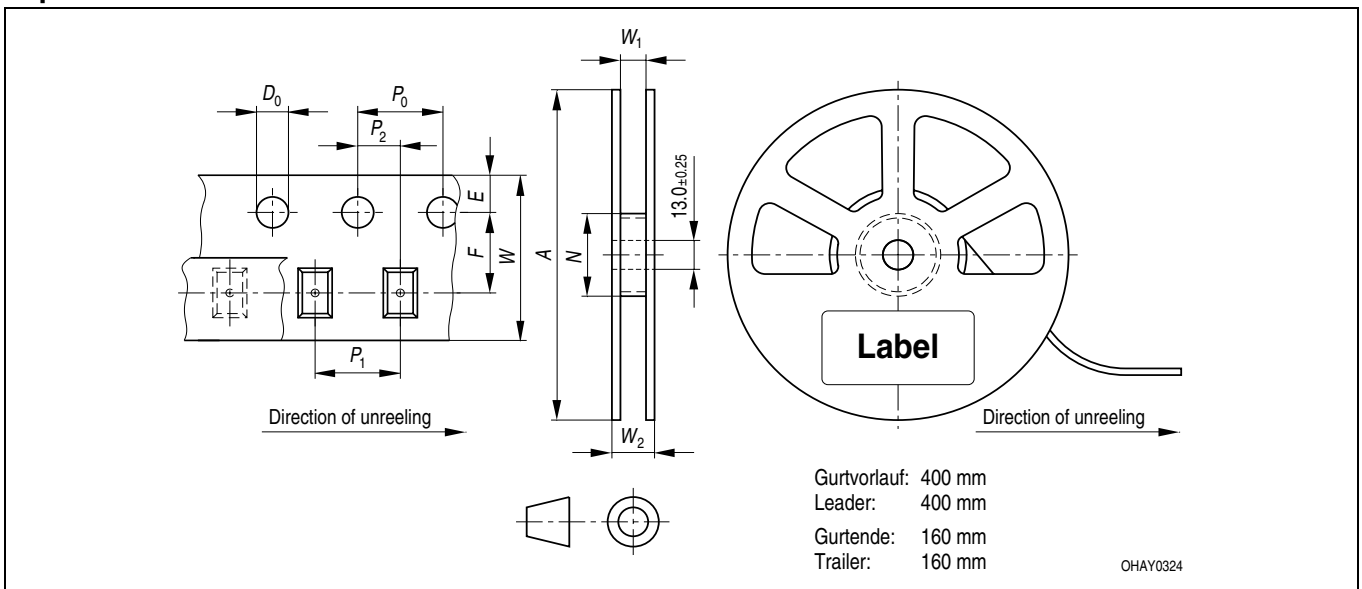 W1
D0
P0
P2
E
F
W
A
N
13.0±0.25
P1
W2
Label
Direction of unreeling
Direction of unreeling
Gurtvorlauf: 400 mm
Leader: 400 mm
Gurtende: 160 mm
Trailer: 160 mm
OHAY0324